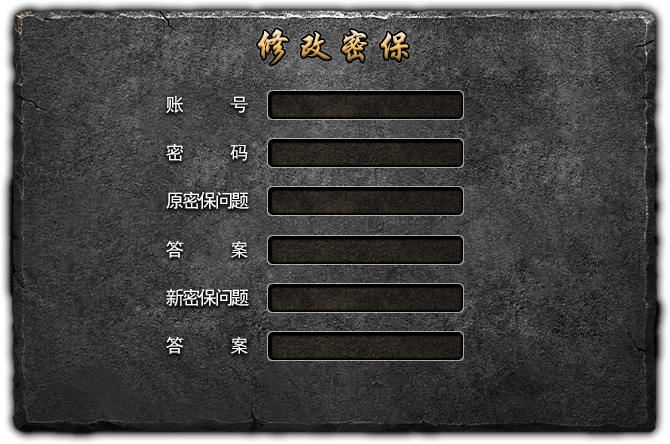 修改密保
账 号
密 码
原密保问题
答 案
新密保问题
答 案